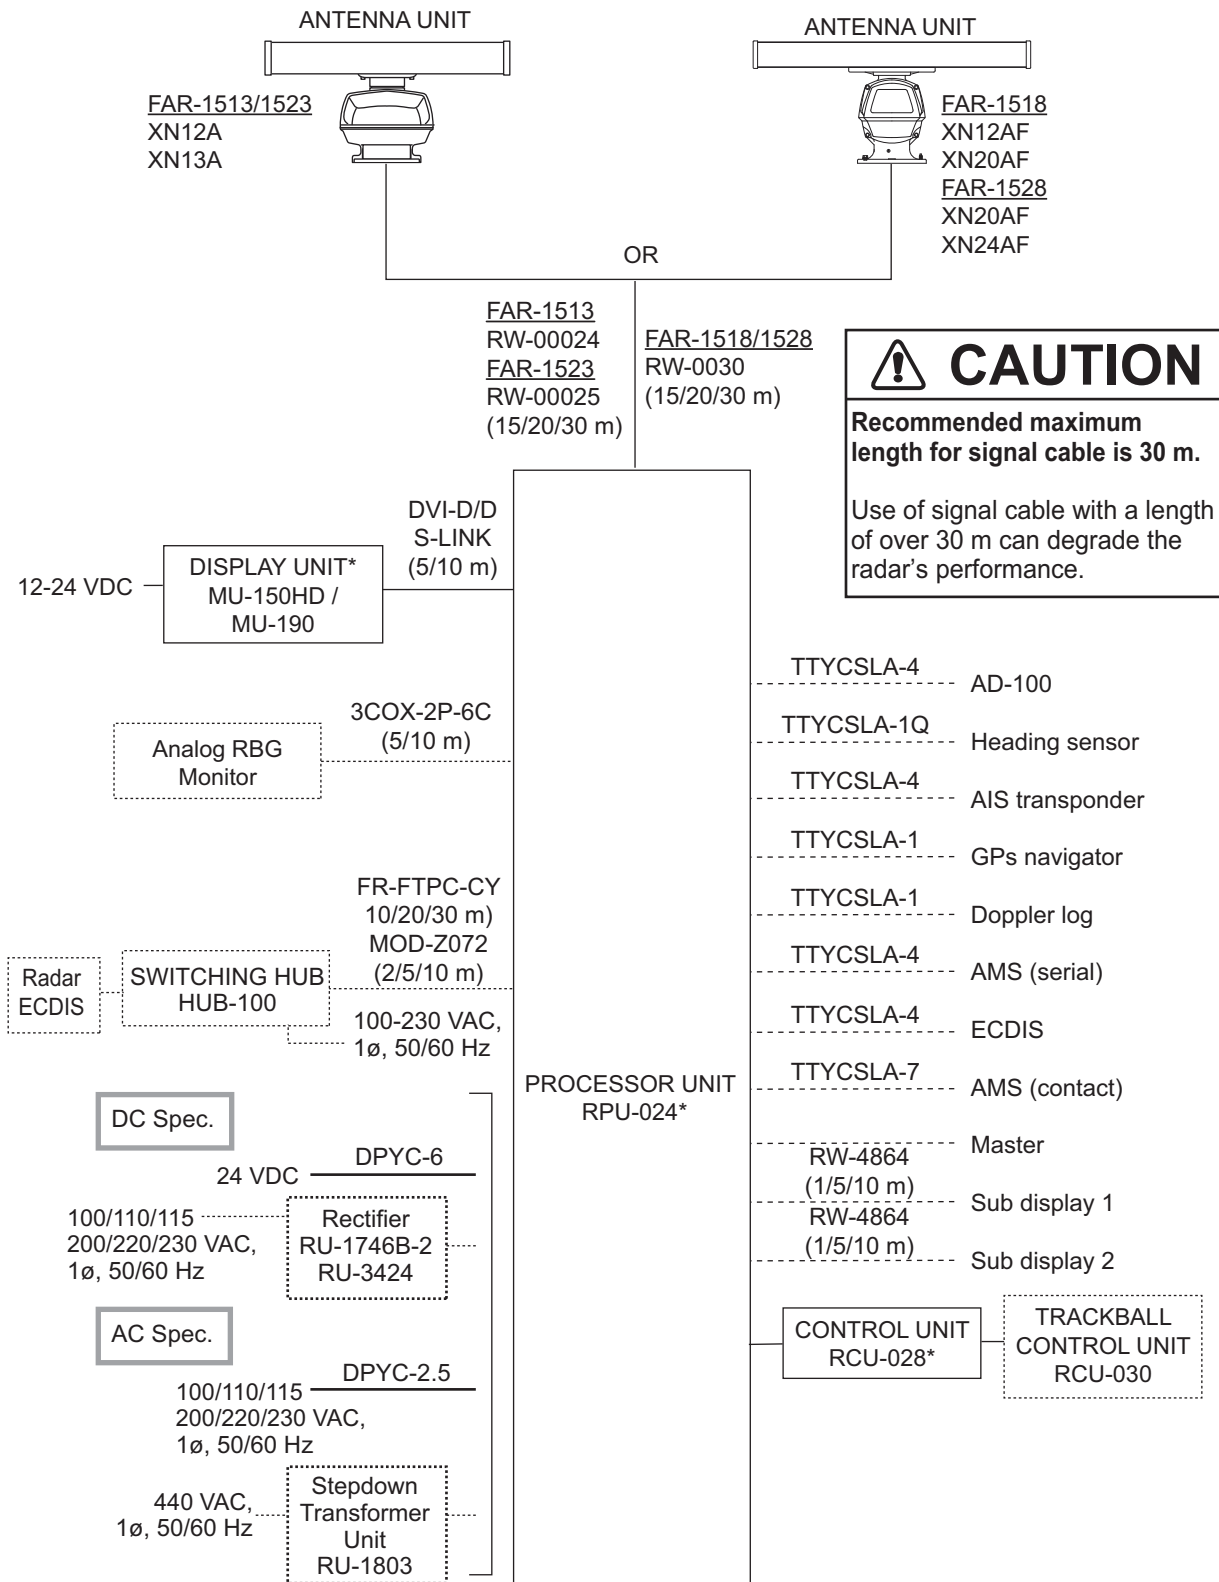 ANTENNA UNIT
ANTENNA UNIT
FAR-1513/1523
XN12A
XN13A
FAR-1518
XN12AF
XN20AF
FAR-1528
XN20AF
XN24AF
OR
FAR-1513
RW-00024
FAR-1523
RW-00025
(15/20/30 m)
FAR-1518/1528
RW-0030
(15/20/30 m)
CAUTION
Recommended maximum
length for signal cable is 30 m.
Use of signal cable with a length
of over 30 m can degrade the
radar's performance.
DVI-D/D
S-LINK
(5/10 m)
12-24 VDC
DISPLAY UNIT*
MU-150HD /
MU-190
3COX-2P-6C
(5/10 m)
Analog RBG
Monitor
FR-FTPC-CY
10/20/30 m)
MOD-Z072
(2/5/10 m)
Radar
ECDIS
SWITCHING HUB
HUB-100
100-230 VAC,
1ø, 50/60 Hz
DC Spec.
24 VDC
DPYC-6
100/110/115
200/220/230 VAC,
1ø, 50/60 Hz
Rectifier
RU-1746B-2
RU-3424
AC Spec.
DPYC-2.5
100/110/115
200/220/230 VAC,
1ø, 50/60 Hz
440 VAC,
1ø, 50/60 Hz
Stepdown
Transformer
Unit
RU-1803
PROCESSOR UNIT
RPU-024*
TTYCSLA-4
AD-100
TTYCSLA-1Q
Heading sensor
TTYCSLA-4
AIS transponder
TTYCSLA-1
GPs navigator
TTYCSLA-1
Doppler log
TTYCSLA-4
AMS (serial)
TTYCSLA-4
ECDIS
TTYCSLA-7
AMS (contact)
Master
RW-4864
(1/5/10 m)
Sub display 1
RW-4864
(1/5/10 m)
Sub display 2
CONTROL UNIT
RCU-028*
TRACKBALL
CONTROL UNIT
RCU-030